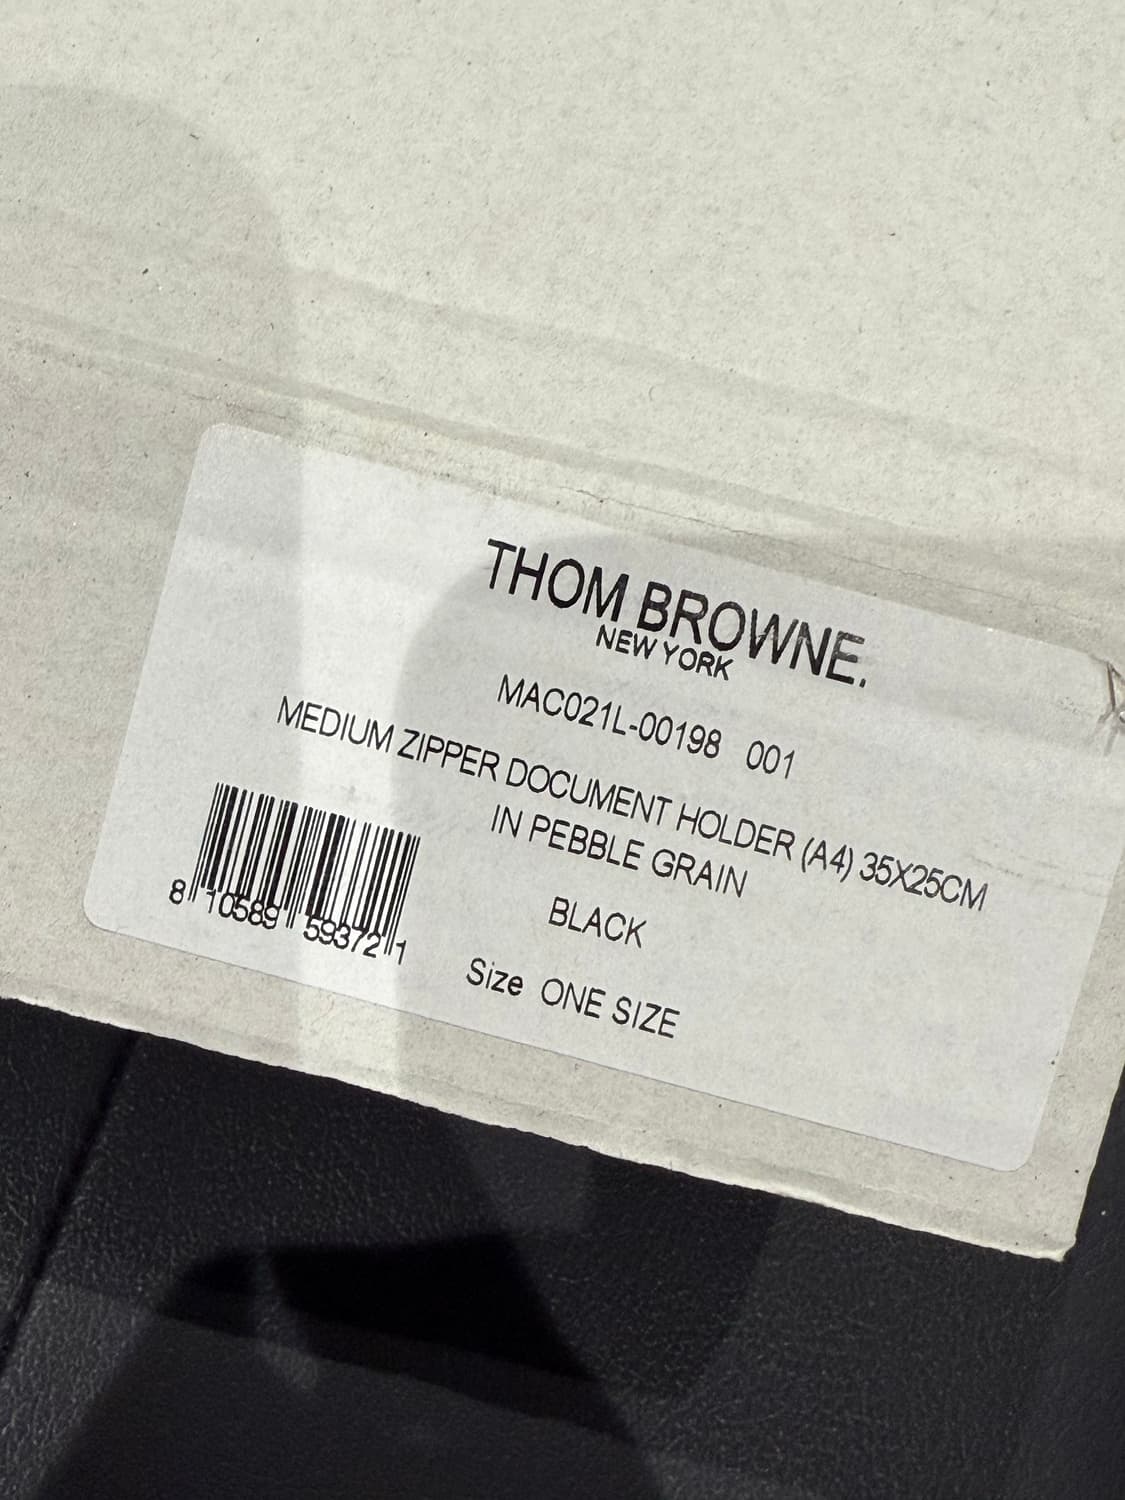 THOM BROWNE.
NEW YORK
MAC021L-00198 001
MEDIUM ZIPPER DOCUMENT HOLDER (A4) 35X25CM
IN PEBBLE GRAIN
BLACK
Size ONE SIZE
8 10589 59372 1